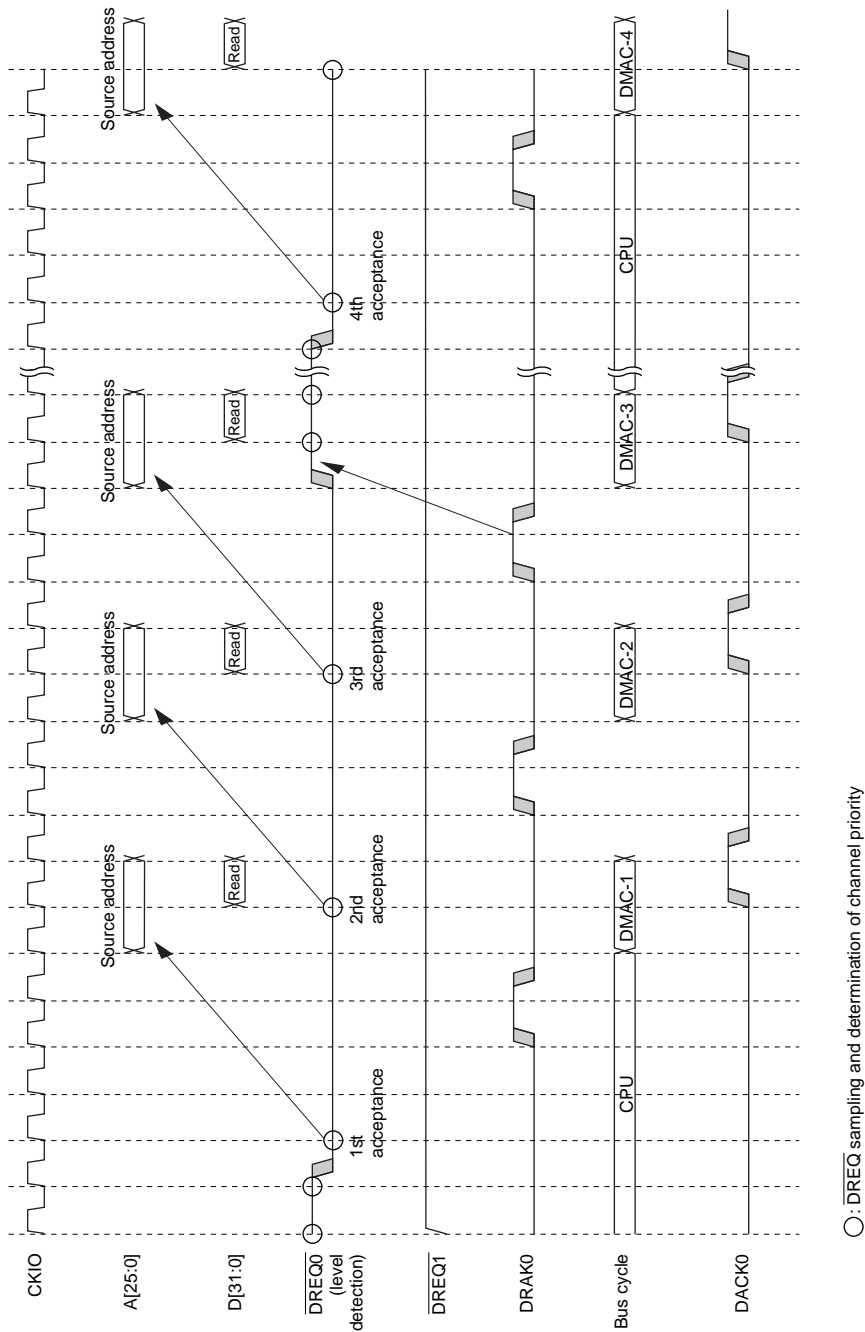 CKIO
A[25:0]
Source address
Source address
Source address
Source address
D[31:0]
Read
Read
Read
Read
DREQ0
(level
detection)
1st
acceptance
2nd
acceptance
3rd
acceptance
4th
acceptance
DREQ1
DRAK0
Bus cycle
CPU
DMAC-1
DMAC-2
DMAC-3
CPU
DMAC-4
DACK0
: DREQ sampling and determination of channel priority